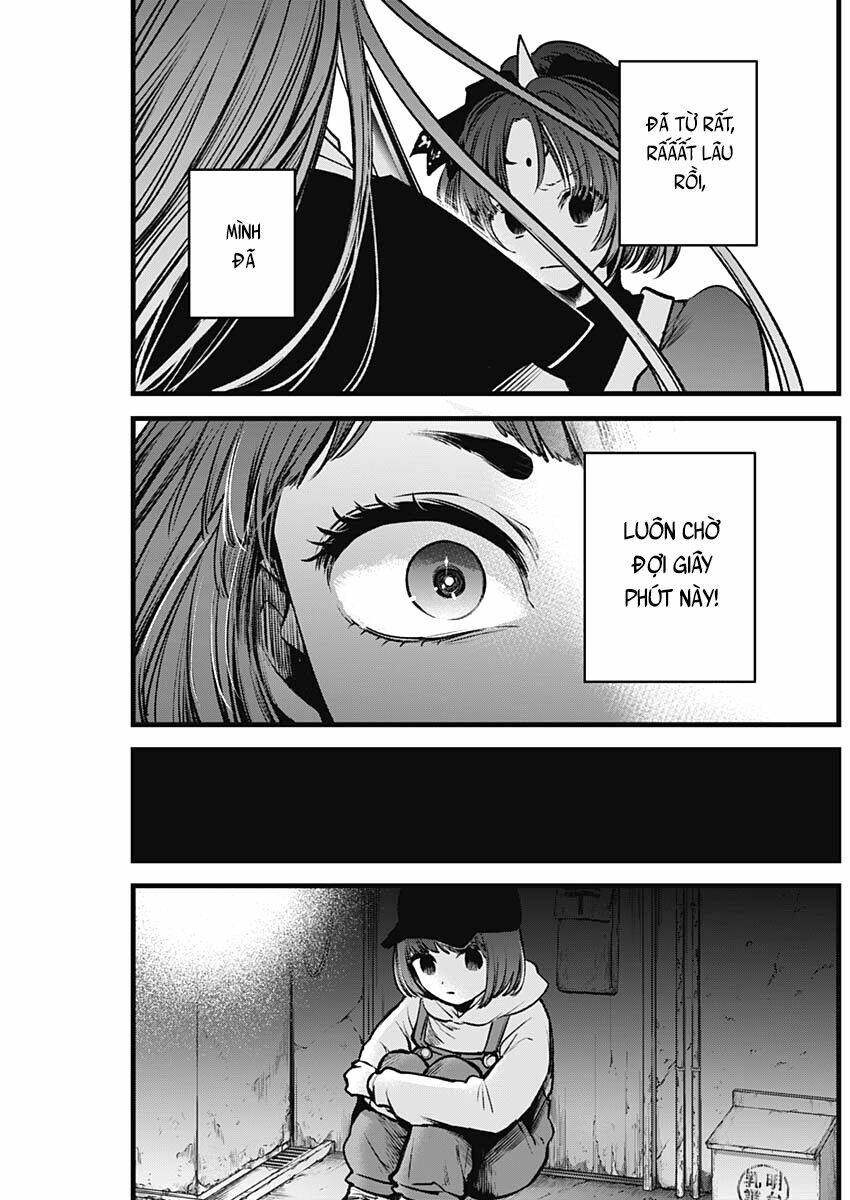 ĐÃ TỪ RẤT,
RẤẤẤT LÂU
RỒI,
MÌNH
ĐÃ
LUÔN CHỜ
ĐỢI GIÂY
PHÚT NÀY!
〒